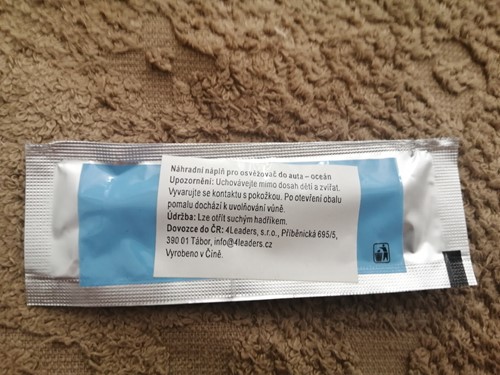 Náhradní náplň pro osvěžovač do auta – oceán
Upozornění: Uchovávejte mimo dosah dětí a zvířat.
Vyvarujte se kontaktu s pokožkou. Po otevření obalu
pomalu dochází k uvolňování vůně.
Údržba: Lze otřít suchým hadříkem.
Dovozce do ČR: 4Leaders, s.r.o., Příběnická 695/5,
390 01 Tábor, info@4leaders.cz
Vyrobeno v Číně.